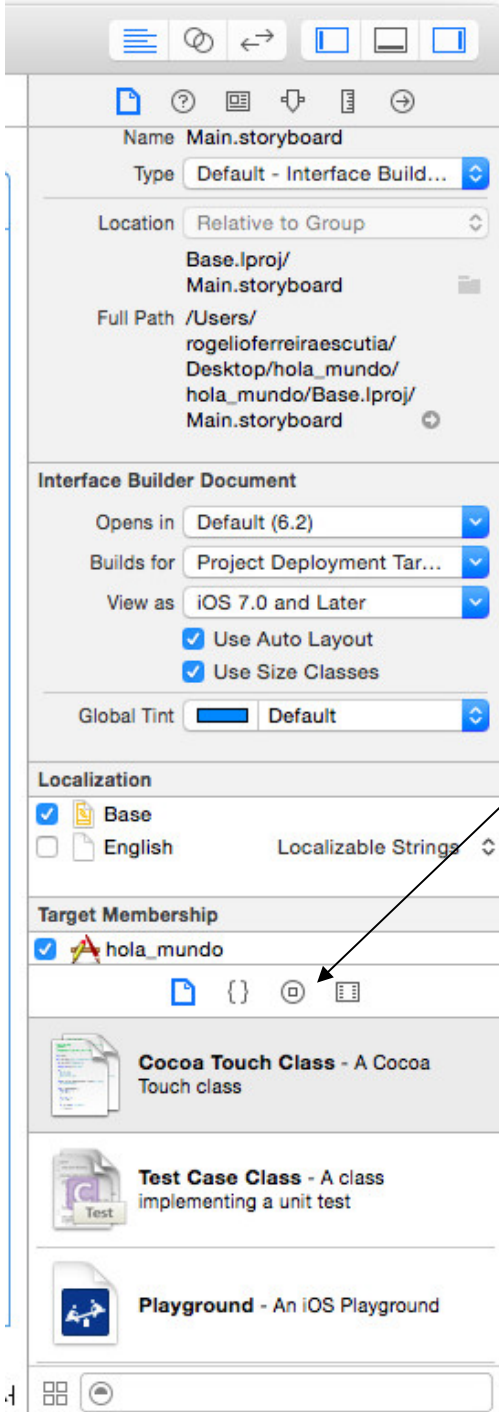 Name Main.storyboard
Type Default - Interface Build...
Location Relative to Group
Base.lproj/
Main.storyboard
Full Path /Users/
rogelioferreiraescutia/
Desktop/hola_mundo/
hola_mundo/Base.lproj/
Main.storyboard
Interface Builder Document
Opens in Default (6.2)
Builds for Project Deployment Tar...
View as iOS 7.0 and Later
Use Auto Layout
Use Size Classes
Global Tint Default
Localization
Base
English Localizable Strings
Target Membership
hola_mundo
{}
Cocoa Touch Class - A Cocoa
Touch class
Test Case Class - A class
implementing a unit test
C
Test
Playground - An iOS Playground